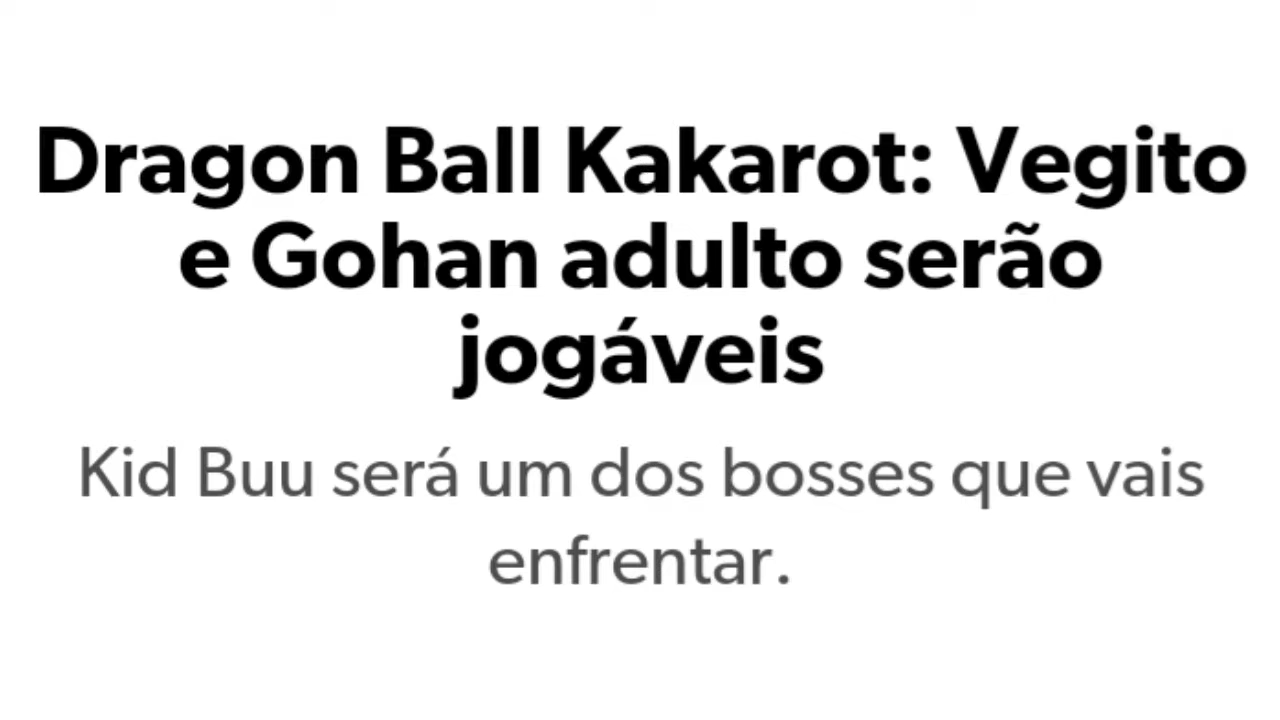 Dragon Ball Kakarot: Vegito
e Gohan adulto serão
jogáveis
Kid Buu será um dos bosses que vais
enfrentar.